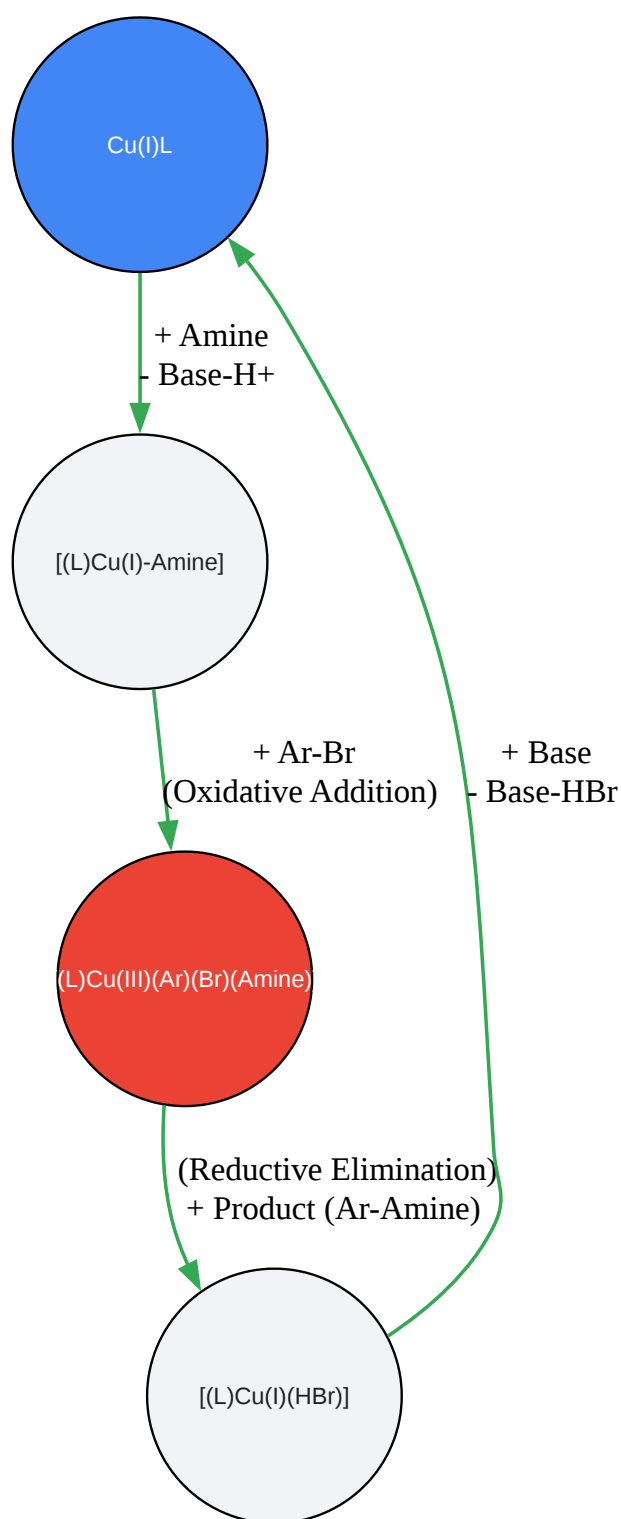 Cu(I)L
+ Amine
- Base-H+
[(L)Cu(I)-Amine]
+ Ar-Br
(Oxidative Addition)
+ Base
- Base-HBr
(L)Cu(III)(Ar)(Br)(Amine)
(Reductive Elimination)
+ Product (Ar-Amine)
[(L)Cu(I)(HBr)]